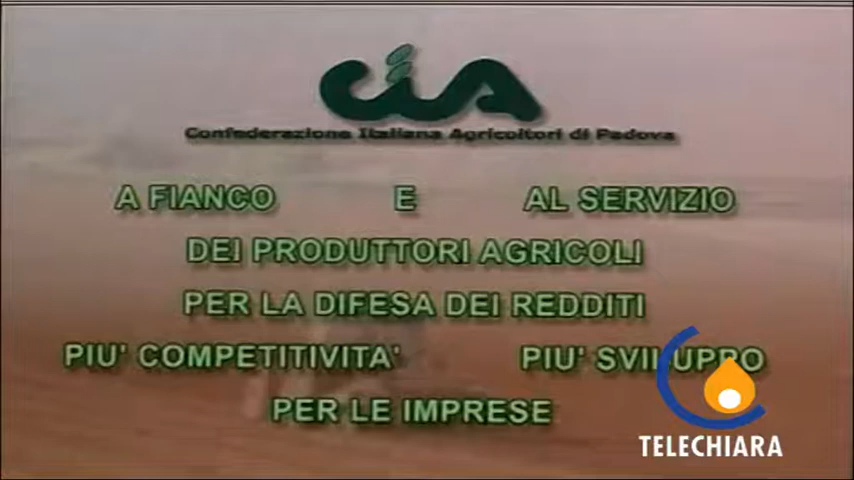 CIA
Confederazione Italiana Agricoltori di Padova
A FIANCO E AL SERVIZIO
DEI PRODUTTORI AGRICOLI
PER LA DIFESA DEI REDDITI
PIU' COMPETITIVITA' PIU' SVILUPPO
PER LE IMPRESE
TELECHIARA